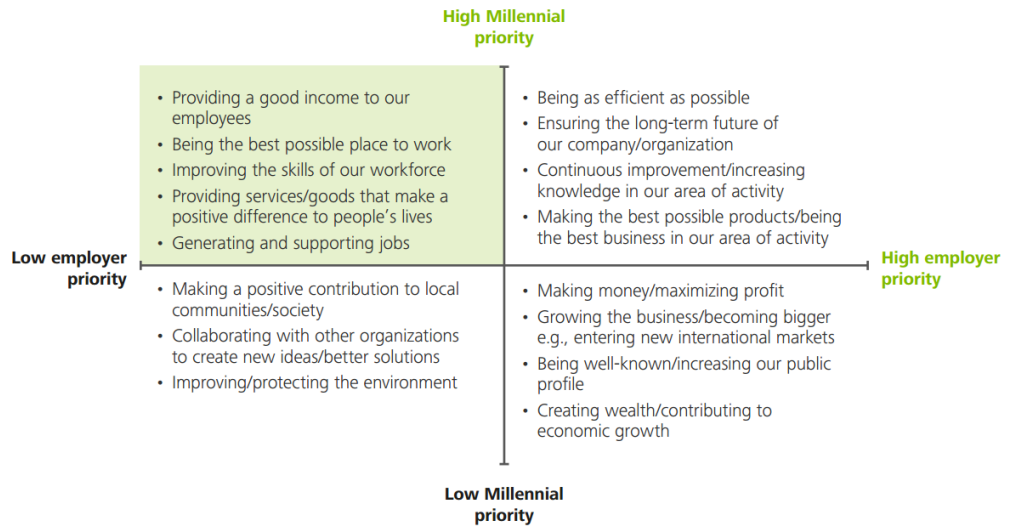 High Millennial
priority
• Providing a good income to our
employees
• Being the best possible place to work
• Improving the skills of our workforce
• Providing services/goods that make a
positive difference to people’s lives
• Generating and supporting jobs
• Being as efficient as possible
• Ensuring the long-term future of
our company/organization
• Continuous improvement/increasing
knowledge in our area of activity
• Making the best possible products/being
the best business in our area of activity
Low employer
priority
High employer
priority
• Making a positive contribution to local
communities/society
• Collaborating with other organizations
to create new ideas/better solutions
• Improving/protecting the environment
• Making money/maximizing profit
• Growing the business/becoming bigger
e.g., entering new international markets
• Being well-known/increasing our public
profile
• Creating wealth/contributing to
economic growth
Low Millennial
priority